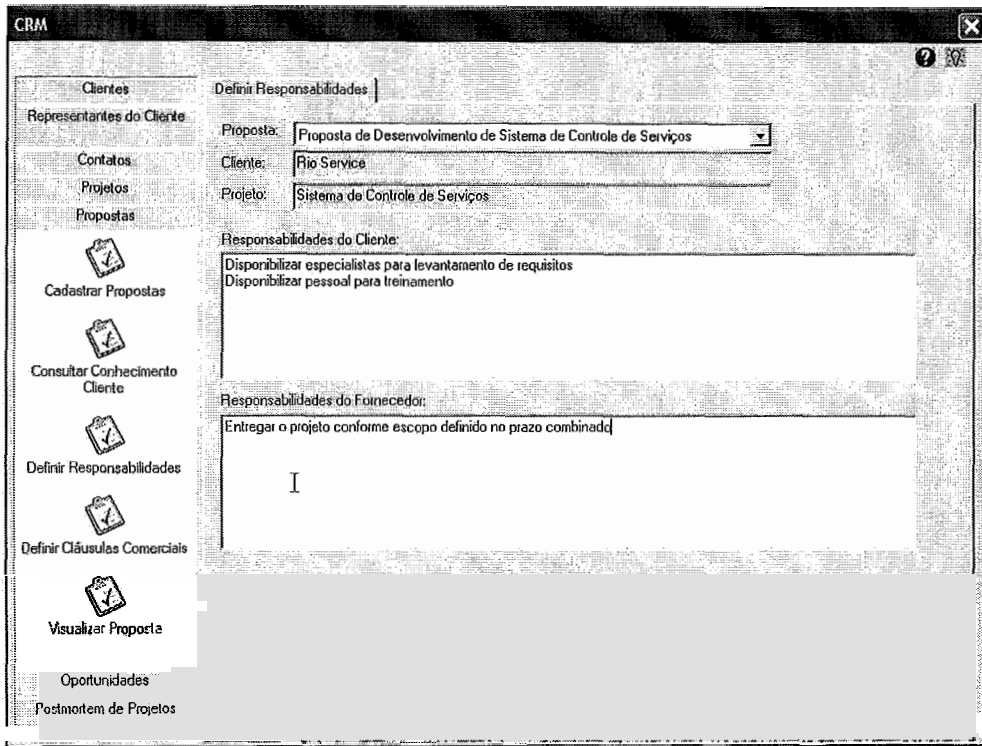 CRM
Clientes
Representantes do Cliente
Contatos
Projetos
Propostas
Cadastrar Propostas
Consultar Conhecimento
Cliente
Definir Responsabilidades
Definir Cláusulas Comerciais
Visualizar Proposta
Oportunidades
Postmortem de Projetos
Definir Responsabilidades
Proposta: Proposta de Desenvolvimento de Sistema de Controle de Serviços
Cliente: Rio Service
Projeto: Sistema de Controle de Serviços
Responsabilidades do Cliente:
Disponibilizar especialistas para levantamento de requisitos
Disponibilizar pessoal para treinamento
Responsabilidades do Fornecedor:
Entregar o projeto conforme escopo definido no prazo combinado